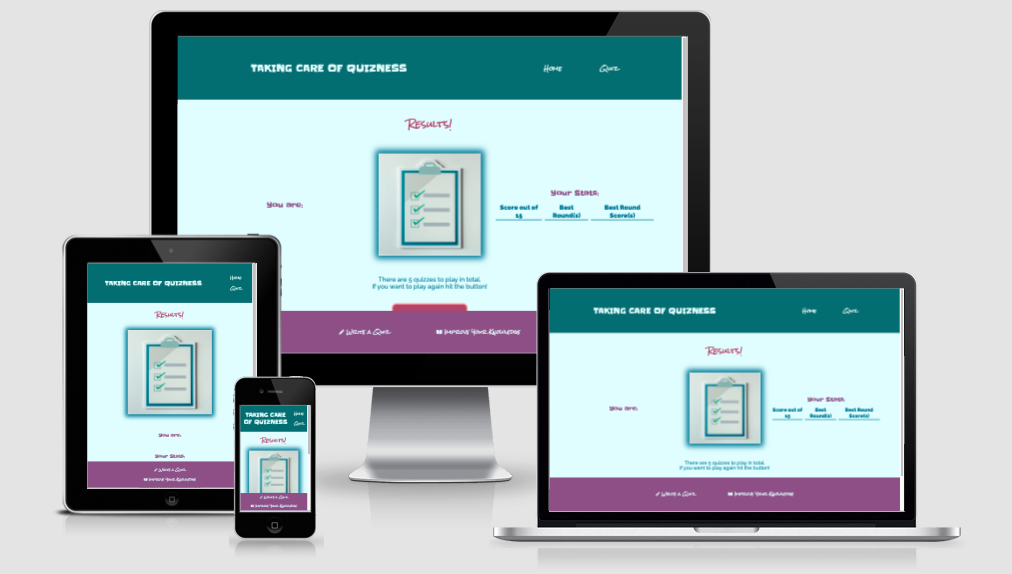 TAKING CARE OF QUIZNESS
Home
Quiz
Results!
You are:
Your Stats:
Score out of
15
Best
Round(s)
Best Round
Score(s)
There are 5 quizzes to play in total.
If you want to play again hit the button!
Write a Quiz
Improve Your Knowledge
TAKING CARE OF QUIZNESS
Home
Quiz
Results!
You are:
Your Stats
Write a Quiz
Improve Your Knowledge
TAKING CARE
OF QUIZNESS
Home
Quiz
Results!
Write a Quiz
Improve Your Knowledge
TAKING CARE OF QUIZNESS
Home
Quiz
Results!
You are:
Your Stats
Score out of
15
Best
Round(s)
Best Round
Score(s)
There are 5 quizzes to play in total.
If you want to play again hit the button!
Write a Quiz
Improve Your Knowledge